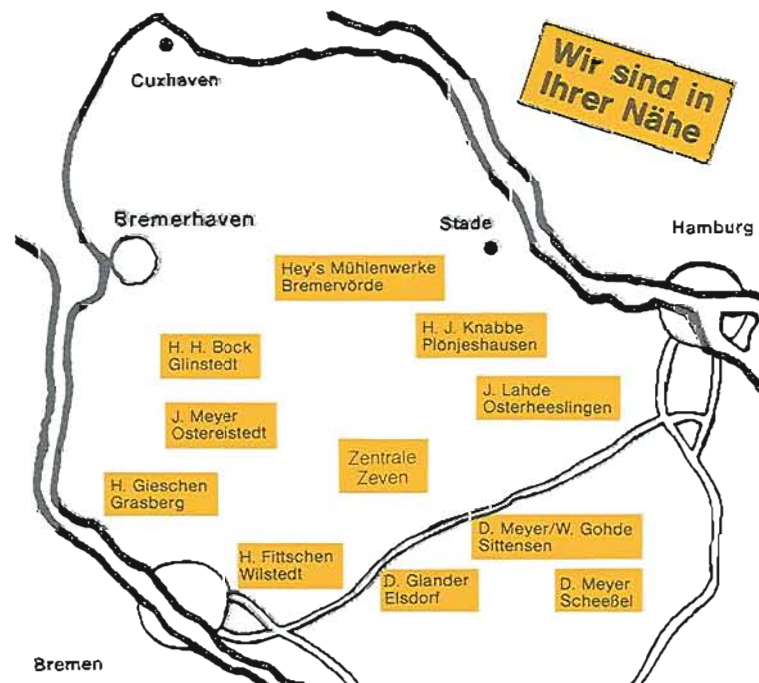 Wir sind in
Ihrer Nähe
Cuxhaven
Bremerhaven
Stade
Hamburg
Hey's Mühlenwerke
Bremervörde
H. J. Knabbe
Plönjeshausen
H. H. Bock
Glinstedt
J. Lahde
Osterheeslingen
J. Meyer
Ostereistedt
Zentrale
Zeven
H. Gieschen
Grasberg
D. Meyer/W. Gohde
Sittensen
H. Fittschen
Wilstedt
D. Glander
Elsdorf
D. Meyer
Scheeßel
Bremen